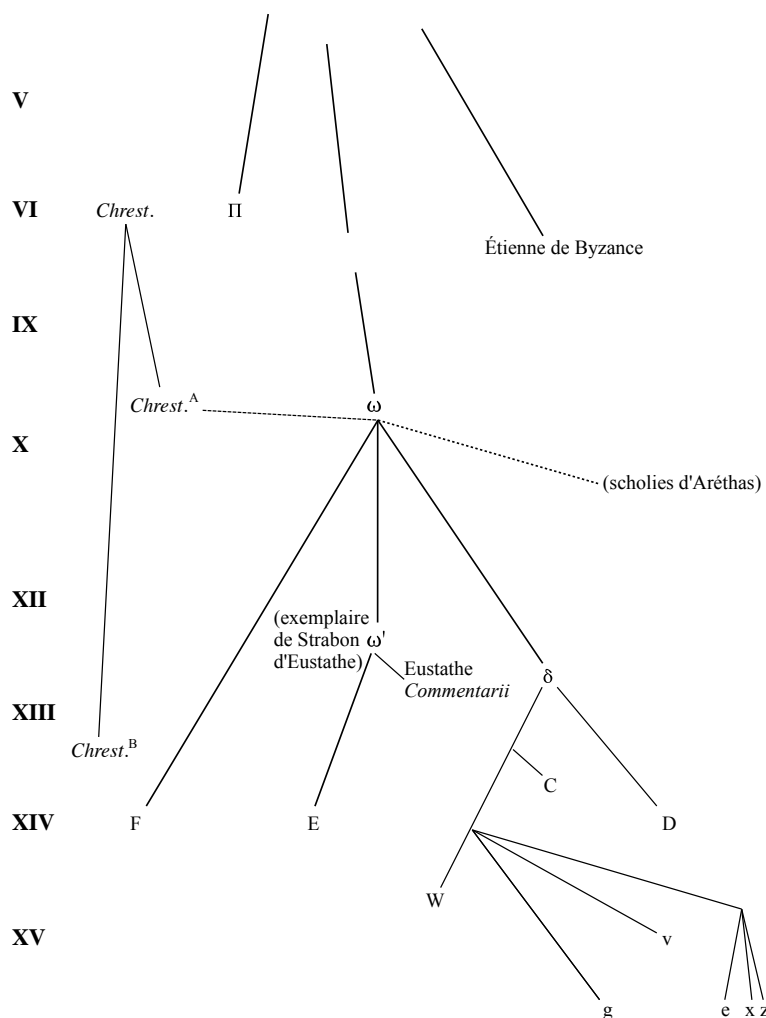 V
VI
Chrest.
Π
Étienne de Byzance
IX
Chrest.ᴬ
ω
X
(scholies d'Aréthas)
XII
(exemplaire
de Strabon ω'
d'Eustathe)
Eustathe
Commentarii
δ
XIII
Chrest.ᴮ
C
XIV
F
E
D
W
XV
v
g
e
x
z